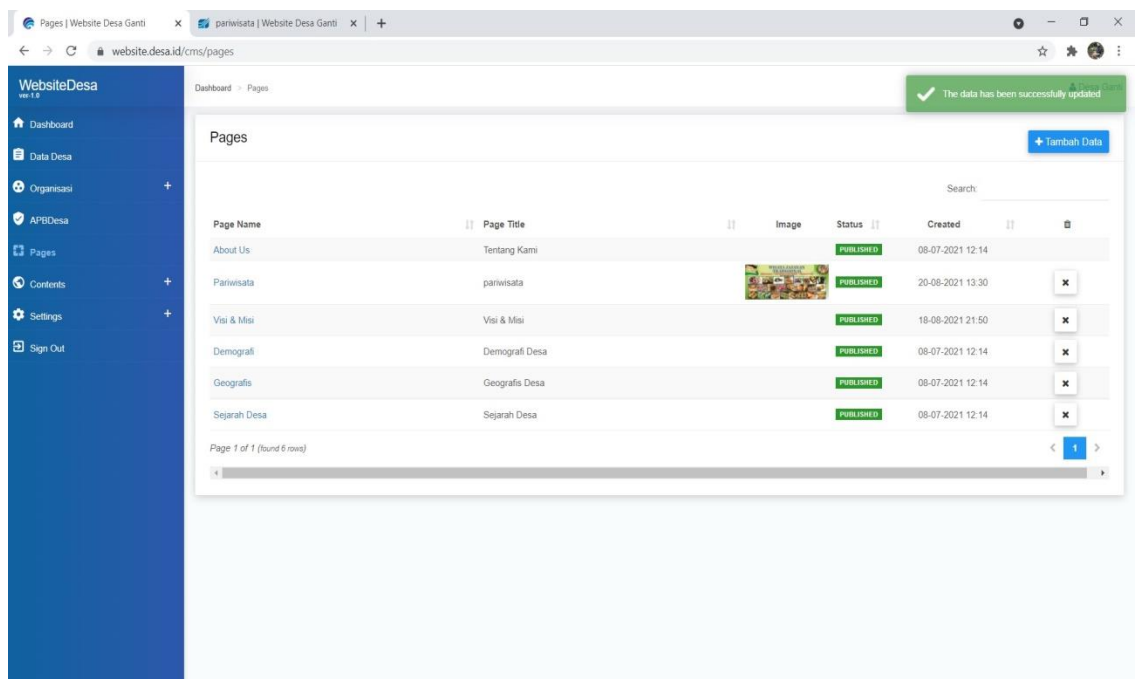 Pages | Website Desa Ganti
pariwisata | Website Desa Ganti
website.desa.id/cms/pages
WebsiteDesa
ver-1.0
Dashboard > Pages
The data has been successfully updated
Dashboard
Data Desa
Organisasi +
APBDesa
Pages
Contents +
Settings +
Sign Out
Pages
+ Tambah Data
Search:
Page Name Page Title Image Status Created
About Us Tentang Kami PUBLISHED 08-07-2021 12:14
Pariwisata pariwisata PUBLISHED 20-08-2021 13:30
Visi & Misi Visi & Misi PUBLISHED 18-08-2021 21:50
Demografi Demografi Desa PUBLISHED 08-07-2021 12:14
Geografis Geografis Desa PUBLISHED 08-07-2021 12:14
Sejarah Desa Sejarah Desa PUBLISHED 08-07-2021 12:14
Page 1 of 1 (found 6 rows)
< 1 >